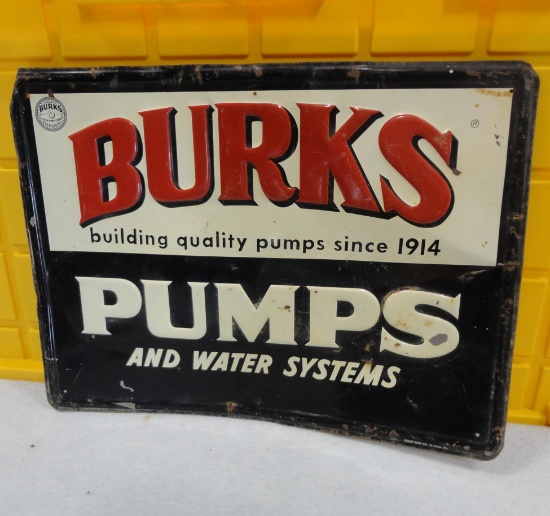 BURKS
BURKS
®
building quality pumps since 1914
PUMPS
AND WATER SYSTEMS